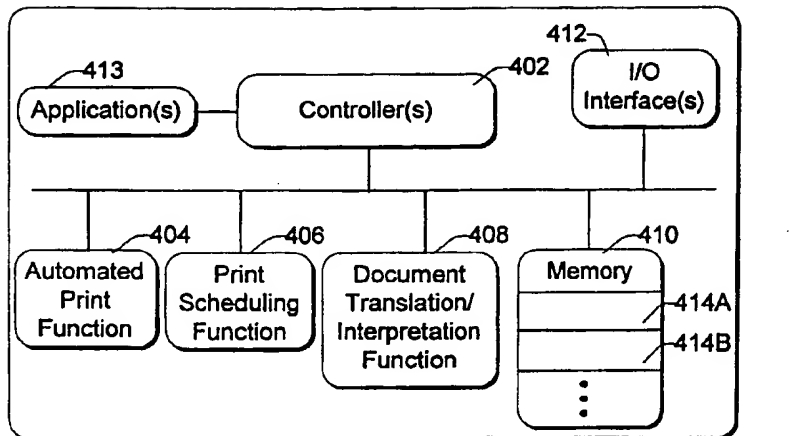 413
Application(s)
402
Controller(s)
412
I/O
Interface(s)
404
Automated
Print
Function
406
Print
Scheduling
Function
408
Document
Translation/
Interpretation
Function
410
Memory
414A
414B